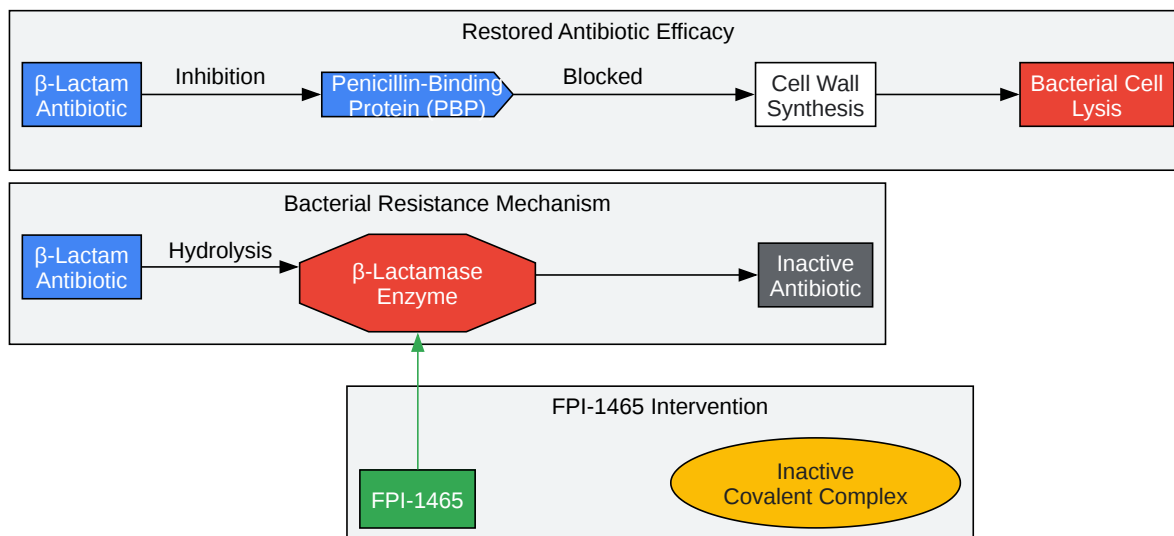 Restored Antibiotic Efficacy
β-Lactam
Antibiotic
Inhibition
Penicillin-Binding
Protein (PBP)
Blocked
Cell Wall
Synthesis
Bacterial Cell
Lysis
Bacterial Resistance Mechanism
β-Lactam
Antibiotic
Hydrolysis
β-Lactamase
Enzyme
Inactive
Antibiotic
FPI-1465 Intervention
FPI-1465
Inactive
Covalent Complex